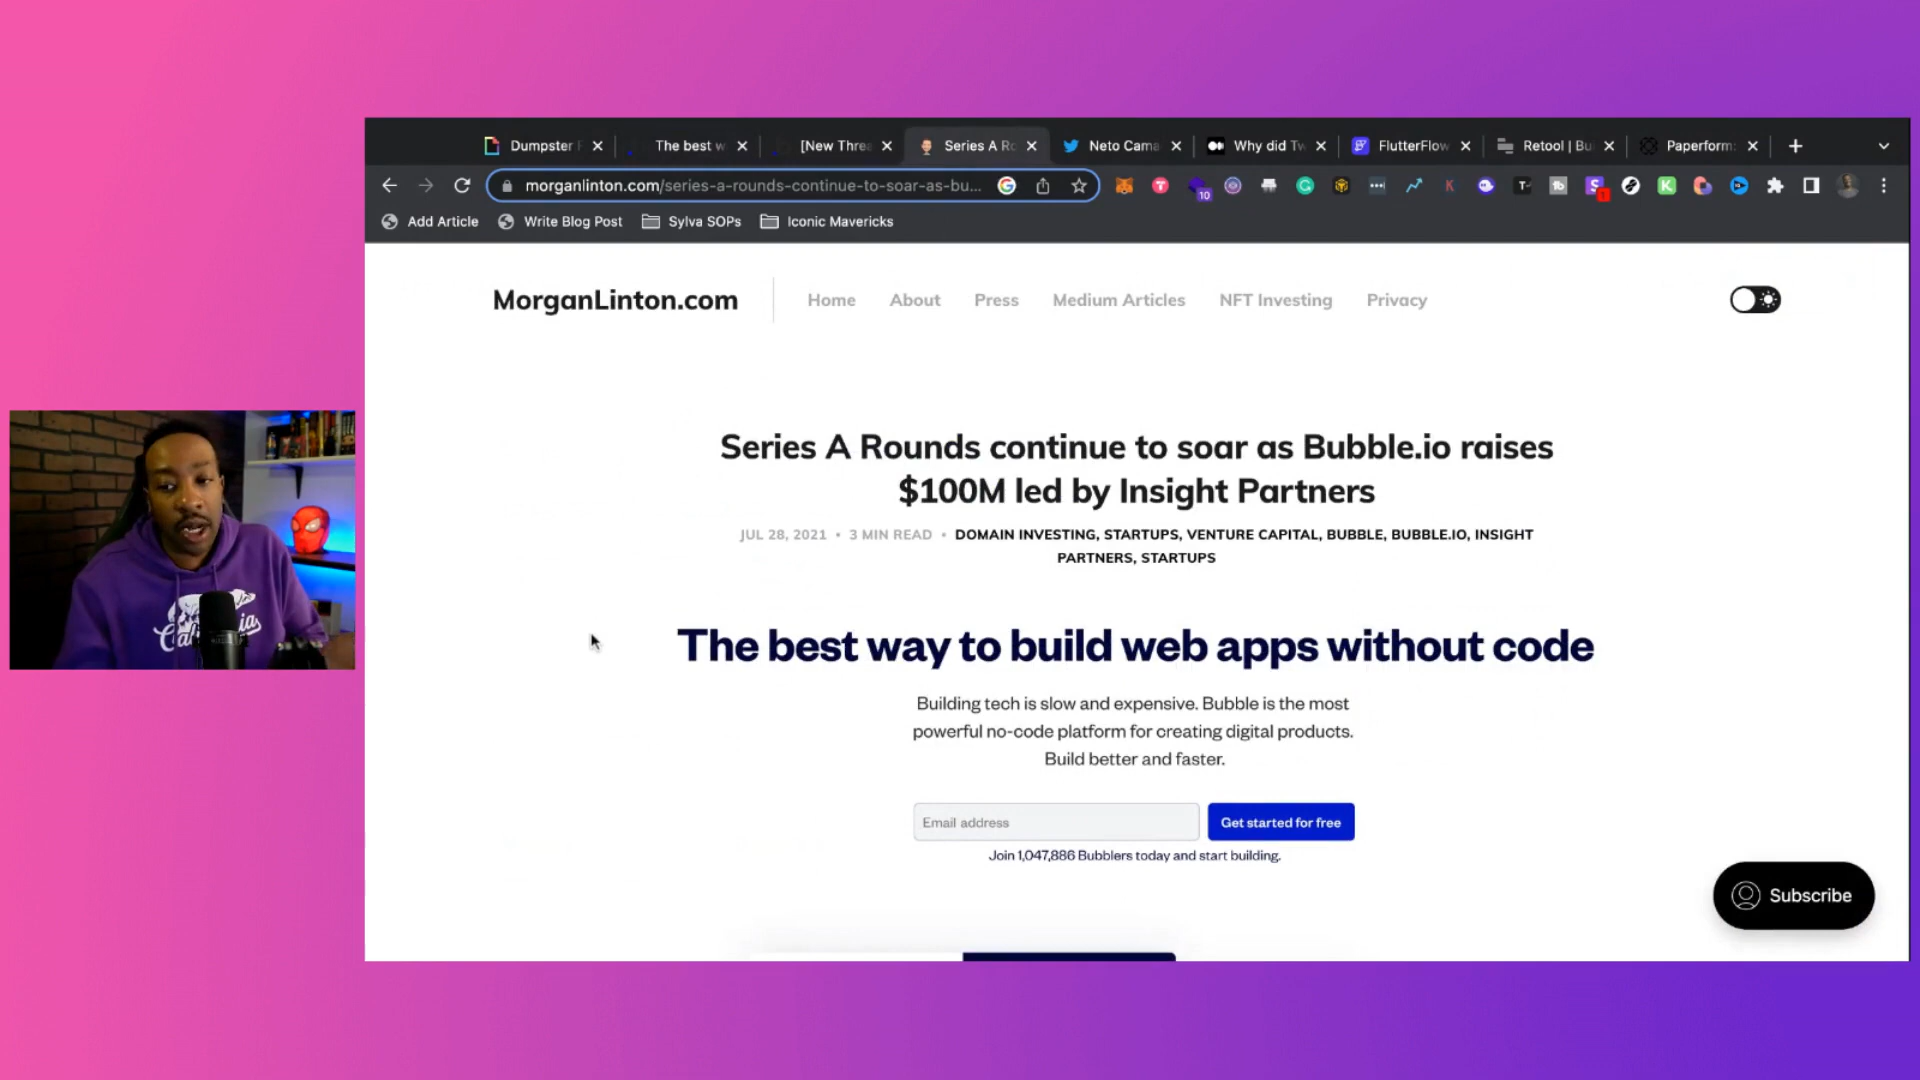 Dumpster
The best w
[New Threa
Series A Ro
Neto Cama
Why did Tw
FlutterFlow
Retool | Bu
Paperform:
morganlinton.com/series-a-rounds-continue-to-soar-as-bu...
10
1
Add Article
Write Blog Post
Sylva SOPs
Iconic Mavericks
MorganLinton.com
Home
About
Press
Medium Articles
NFT Investing
Privacy
Series A Rounds continue to soar as Bubble.io raises
$100M led by Insight Partners
JUL 28, 2021 • 3 MIN READ • DOMAIN INVESTING, STARTUPS, VENTURE CAPITAL, BUBBLE, BUBBLE.IO, INSIGHT
PARTNERS, STARTUPS
The best way to build web apps without code
Building tech is slow and expensive. Bubble is the most
powerful no-code platform for creating digital products.
Build better and faster.
Email address
Get started for free
Join 1,047,886 Bubblers today and start building.
Subscribe